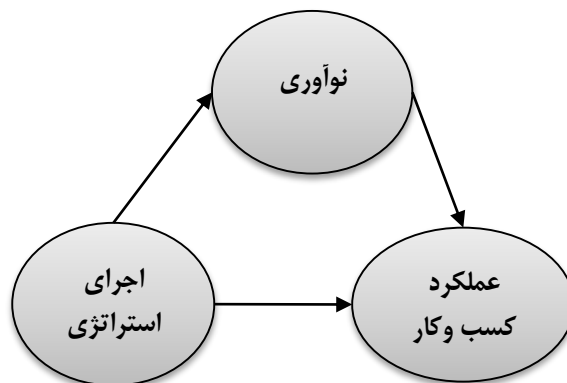 نوآوری
اجرای
استراتژی
عملکرد
کسب وکار